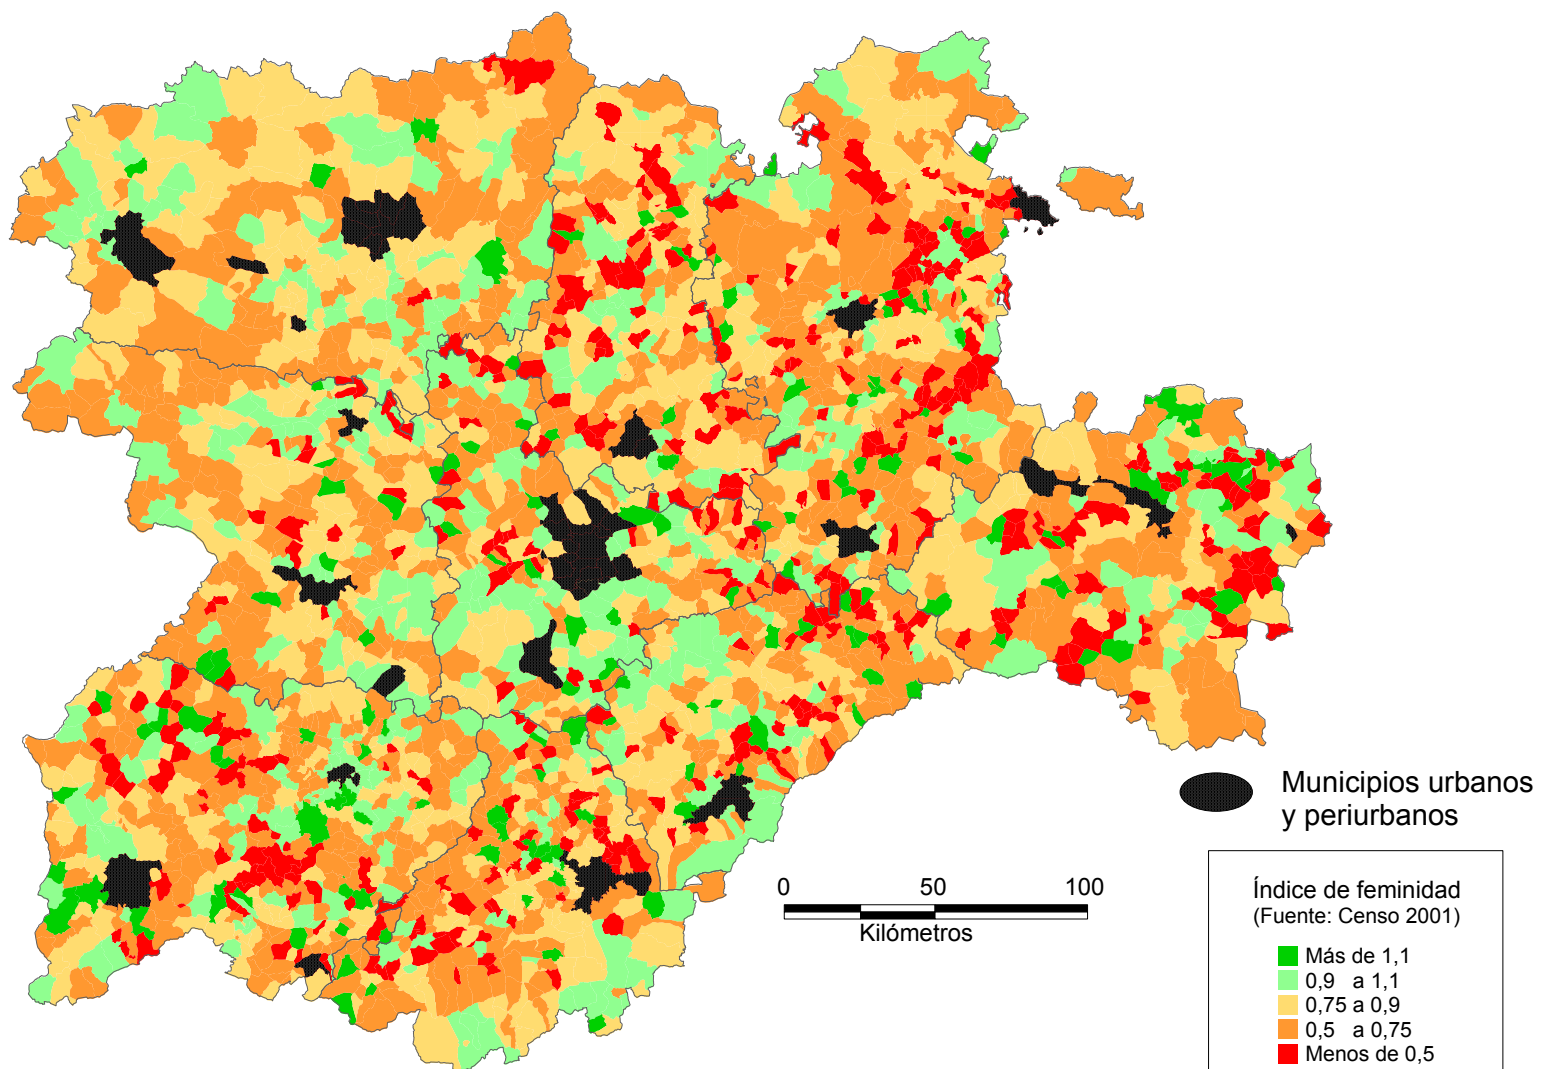 Municipios urbanos
y periurbanos
0 50 100
Kilómetros
Índice de feminidad
(Fuente: Censo 2001)
Más de 1,1
0,9 a 1,1
0,75 a 0,9
0,5 a 0,75
Menos de 0,5